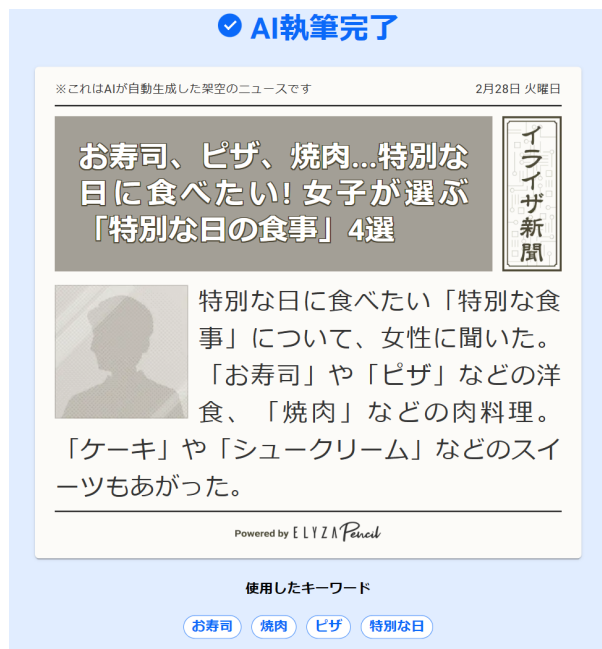 AI執筆完了
※これはAIが自動生成した架空のニュースです
2月28日 火曜日
お寿司、ピザ、焼肉...特別な
日に食べたい! 女子が選ぶ
「特別な日の食事」4選
イライザ新聞
特別な日に食べたい「特別な食
事」について、女性に聞いた。
「お寿司」や「ピザ」などの洋
食、「焼肉」などの肉料理。
「ケーキ」や「シュークリーム」などのスイ
ーツもあがった。
Powered by ELYZA Pencil
使用したキーワード
お寿司 焼肉 ピザ 特別な日